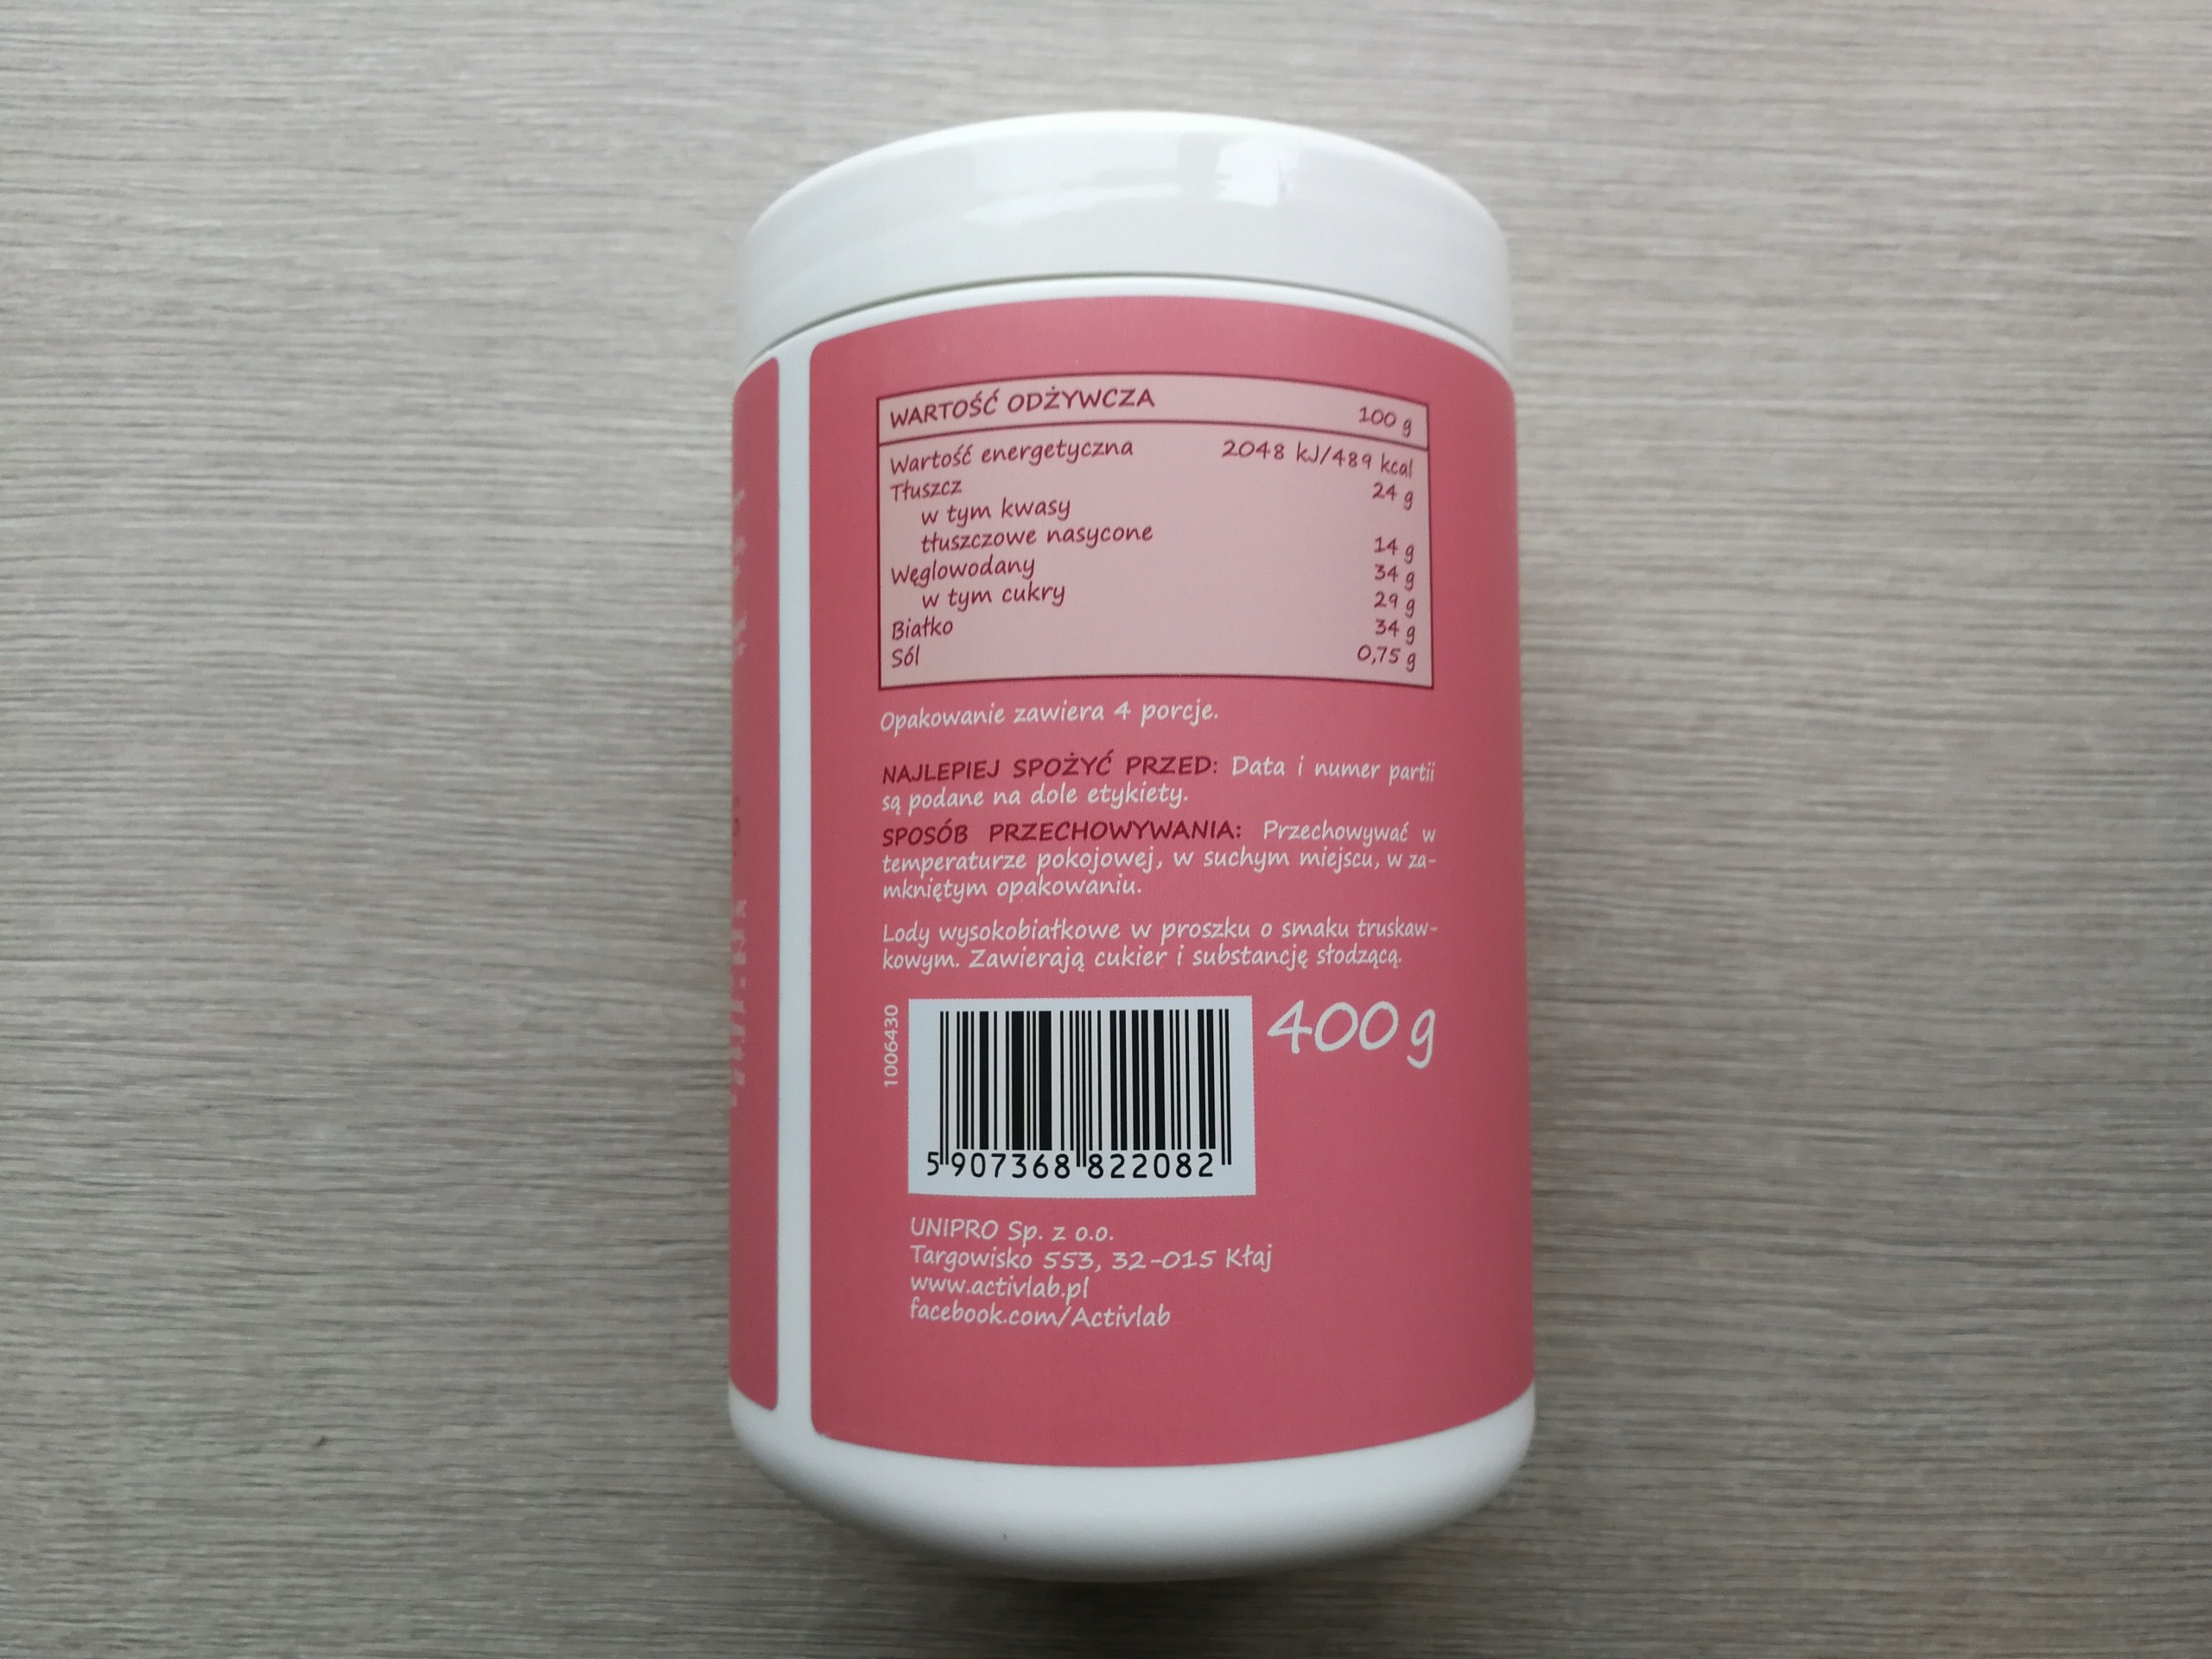 WARTOŚĆ ODŻYWCZA 100 g
Wartość energetyczna 2048 kJ/489 kcal
Tłuszcz 24 g
w tym kwasy
tłuszczowe nasycone 14 g
Węglowodany 34 g
w tym cukry 29 g
Białko 34 g
Sól 0,75 g
Opakowanie zawiera 4 porcje.
NAJLEPIEJ SPOŻYĆ PRZED: Data i numer partii
są podane na dole etykiety.
SPOSÓB PRZECHOWYWANIA: Przechowywać w
temperaturze pokojowej, w suchym miejscu, w za-
mkniętym opakowaniu.
Lody wysokobiałkowe w proszku o smaku truskaw-
kowym. Zawierają cukier i substancję słodzącą.
1006430
400 g
5 907368 822082
UNIPRO Sp. z o.o.
Targowisko 553, 32-015 Kłaj
www.activlab.pl
facebook.com/Activlab